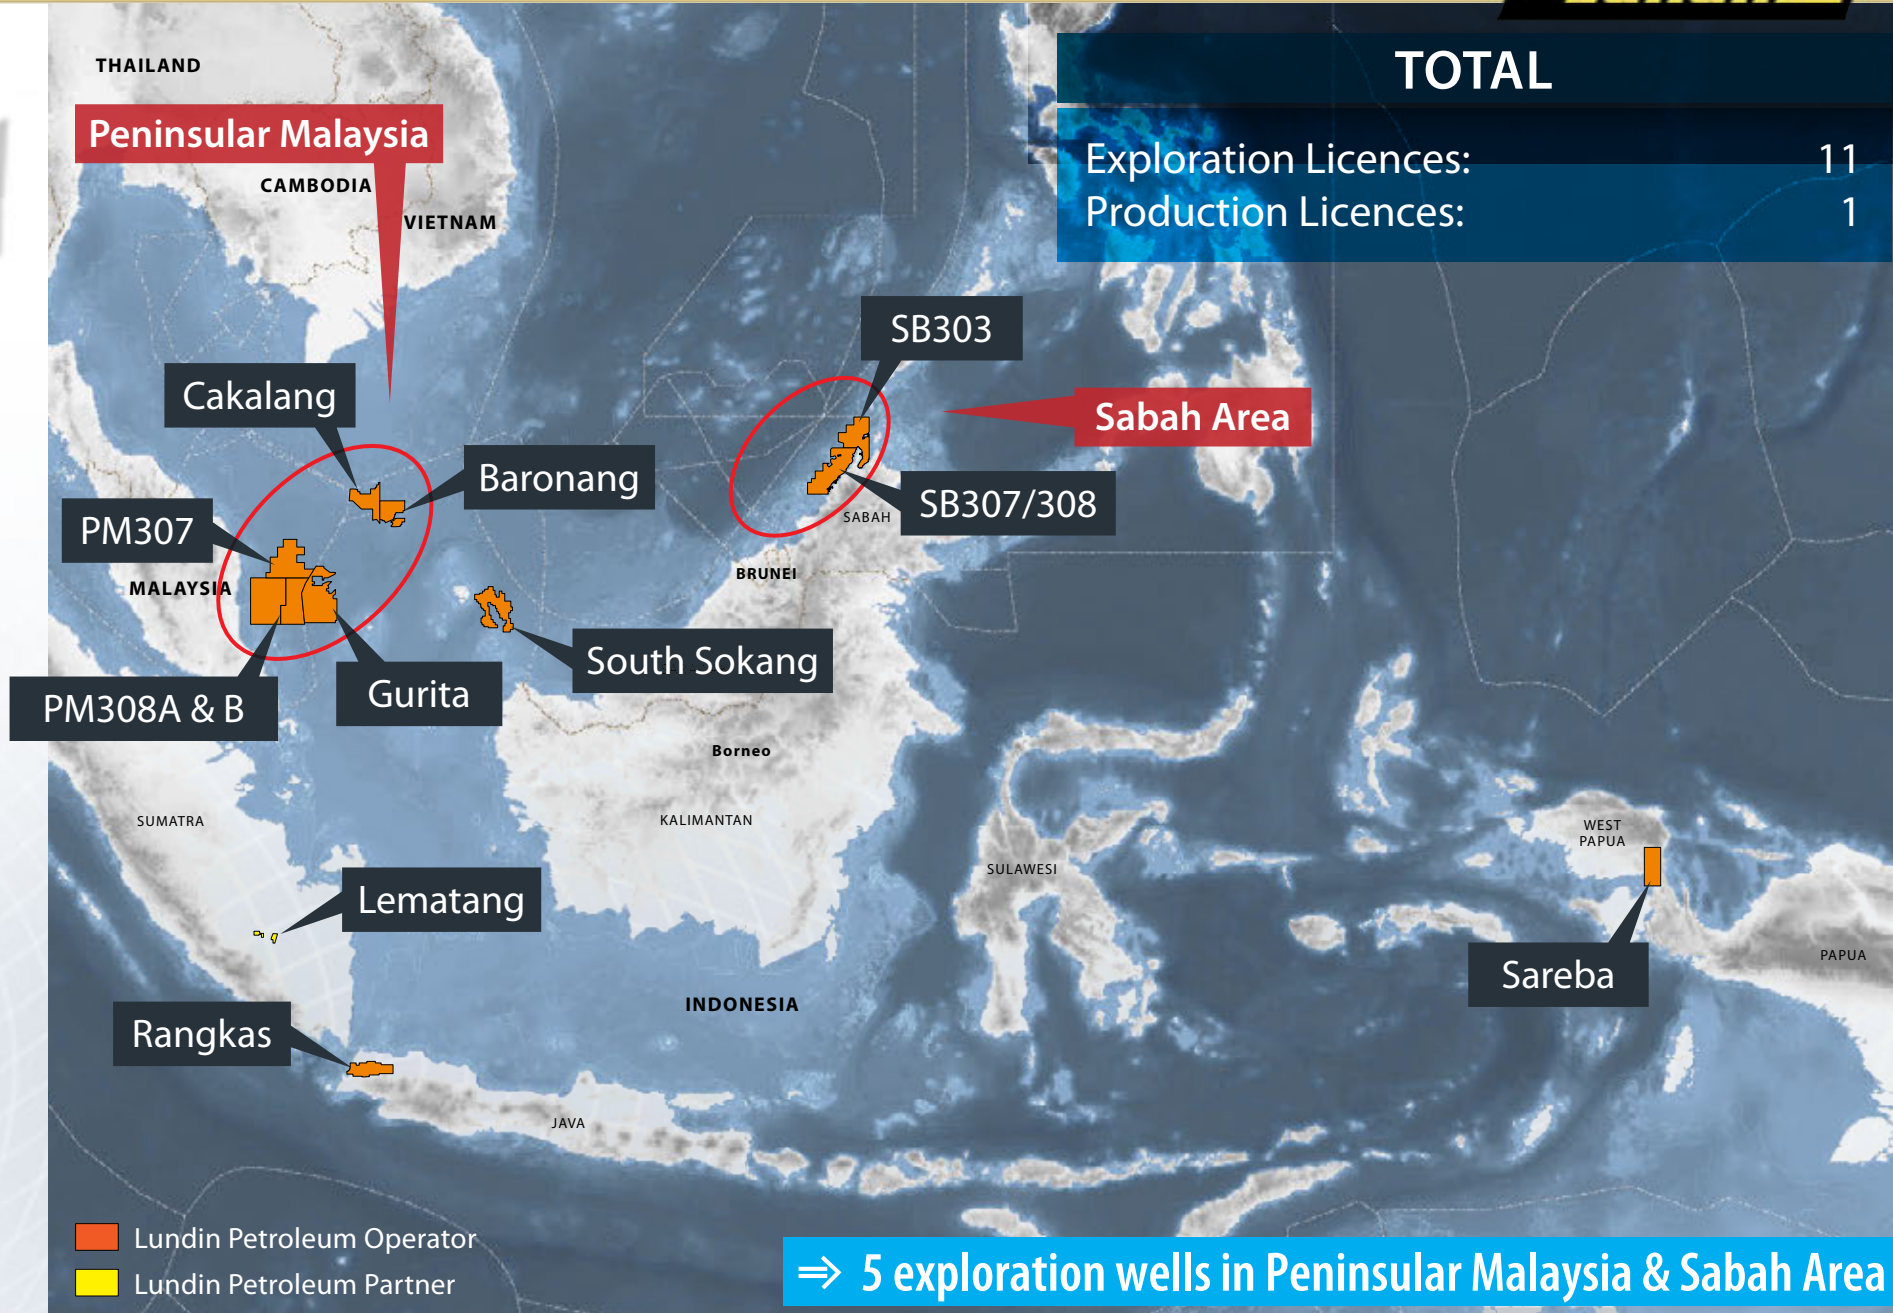 TOTAL
Exploration Licences: 11
Production Licences: 1
THAILAND
Peninsular Malaysia
CAMBODIA
VIETNAM
SB303
Cakalang
Sabah Area
Baronang
SB307/308
SABAH
PM307
MALAYSIA
BRUNEI
South Sokang
Gurita
PM308A & B
Borneo
SUMATRA
KALIMANTAN
SULAWESI
WEST
PAPUA
Lematang
PAPUA
Sareba
INDONESIA
Rangkas
JAVA
Lundin Petroleum Operator
Lundin Petroleum Partner
⇒ 5 exploration wells in Peninsular Malaysia & Sabah Area